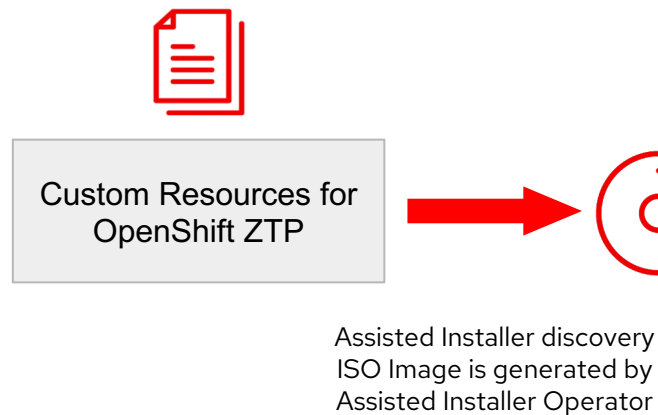 Custom Resources for
OpenShift ZTP
Assisted Installer discovery
ISO Image is generated by
Assisted Installer Operator